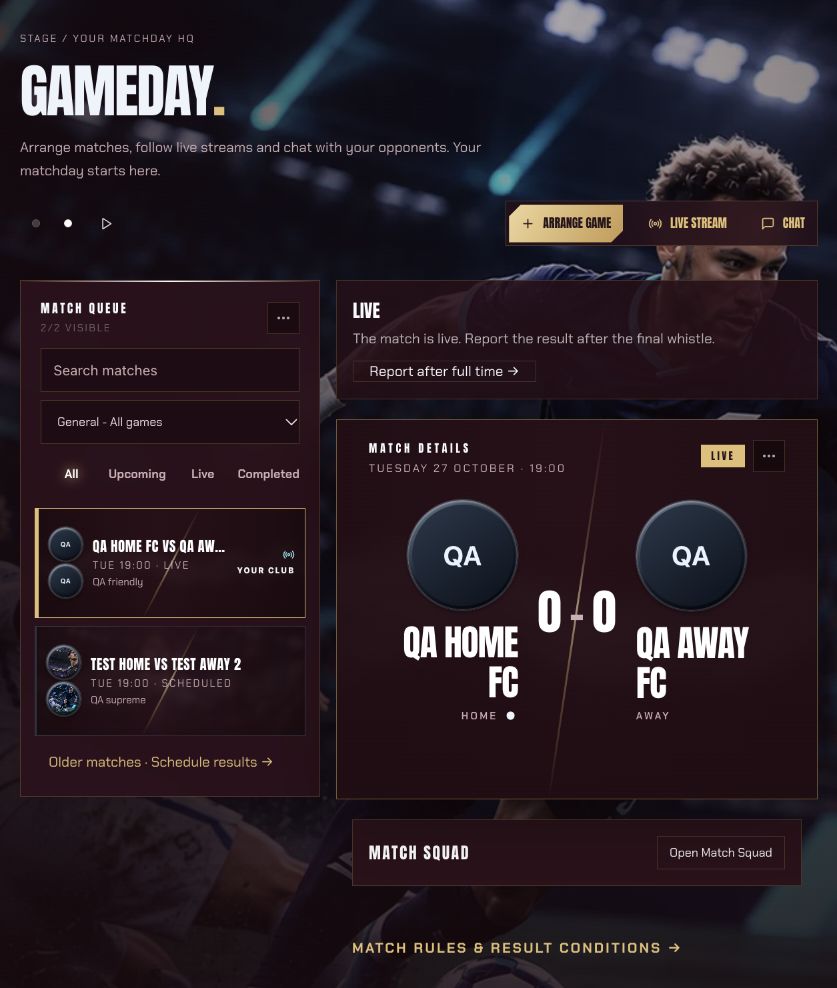 STAGE / YOUR MATCHDAY HQ
GAMEDAY.
Arrange matches, follow live streams and chat with your opponents. Your
matchday starts here.
ARRANGE GAME
LIVE STREAM
CHAT
MATCH QUEUE
2/2 VISIBLE
Search matches
General - All games
All
Upcoming
Live
Completed
QA
QA
QA HOME FC VS QA AW...
TUE 19:00 · LIVE
QA friendly
YOUR CLUB
TEST HOME VS TEST AWAY 2
TUE 19:00 · SCHEDULED
QA supreme
Older matches · Schedule results →
LIVE
The match is live. Report the result after the final whistle.
Report after full time →
MATCH DETAILS
TUESDAY 27 OCTOBER · 19:00
LIVE
QA
QA
0 - 0
QA HOME
FC
HOME
QA AWAY
FC
AWAY
MATCH SQUAD
Open Match Squad
MATCH RULES & RESULT CONDITIONS →